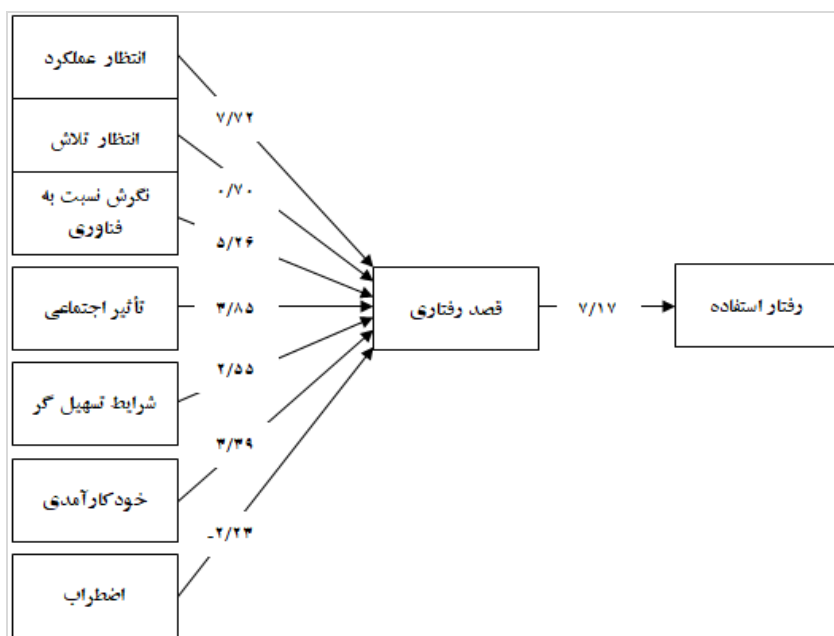 انتظار عملکرد
۷/۷۲
انتظار تلاش
۰/۷۰
نگرش نسبت به
فناوری
۵/۲۶
تأثیر اجتماعی
۳/۸۵
قصد رفتاری
۷/۱۷
رفتار استفاده
شرایط تسهیل گر
۲/۵۵
خودکارآمدی
۳/۳۹
اضطراب
-۲/۲۳